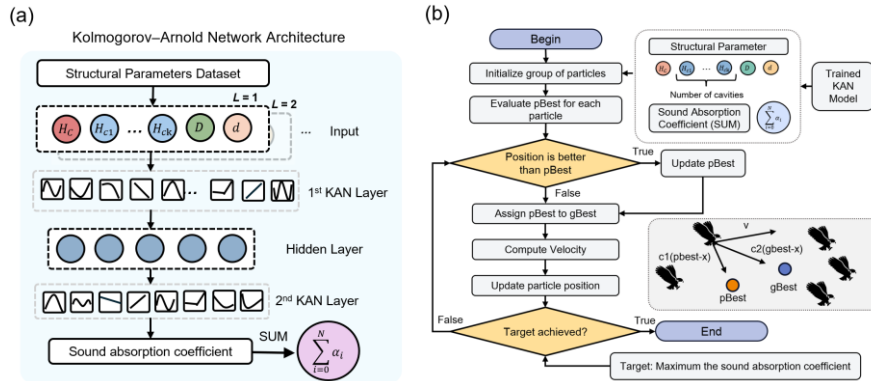 (a)
Kolmogorov–Arnold Network Architecture
Structural Parameters Dataset
L = 1
L = 2
H_C H_C1 ... H_Ck D d
... Input
1st KAN Layer
Hidden Layer
2nd KAN Layer
Sound absorption coefficient
SUM
N
∑ α_i
i=0
(b)
Begin
Initialize group of particles
Evaluate pBest for each
particle
Position is better
than pBest
True
Update pBest
False
Assign pBest to gBest
Compute Velocity
Update particle position
False
Target achieved?
True
End
Target: Maximum the sound absorption coefficient
Structural Parameter
H_C H_C1 ... H_Ck D d
Number of cavities
Sound Absorption
Coefficient (SUM)
N
∑ α_i
i=0
Trained
KAN
Model
v
c1(pbest-x)
c2(gbest-x)
pBest
gBest